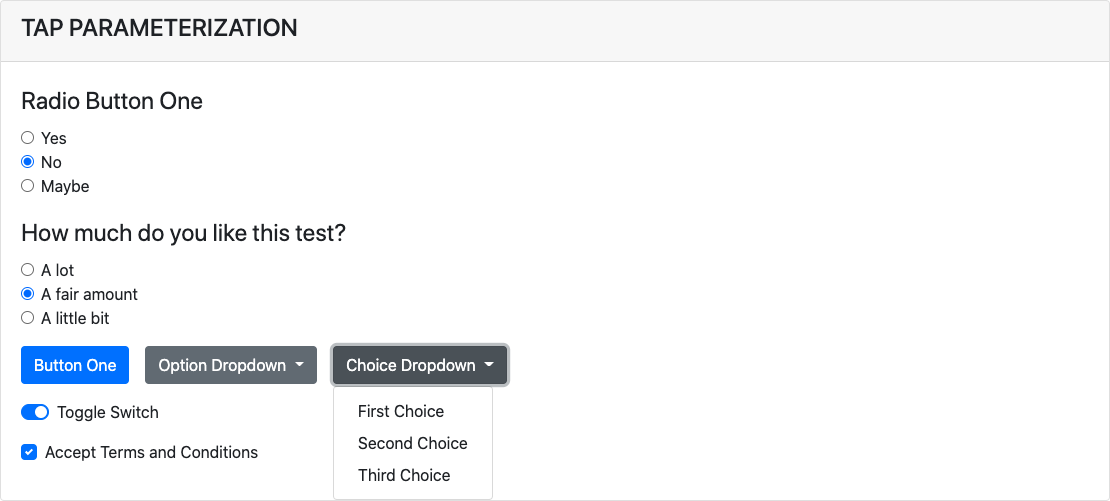 TAP PARAMETERIZATION
Radio Button One
Yes
No
Maybe
How much do you like this test?
A lot
A fair amount
A little bit
Button One Option Dropdown Choice Dropdown
Toggle Switch
First Choice
Second Choice
Third Choice
Accept Terms and Conditions